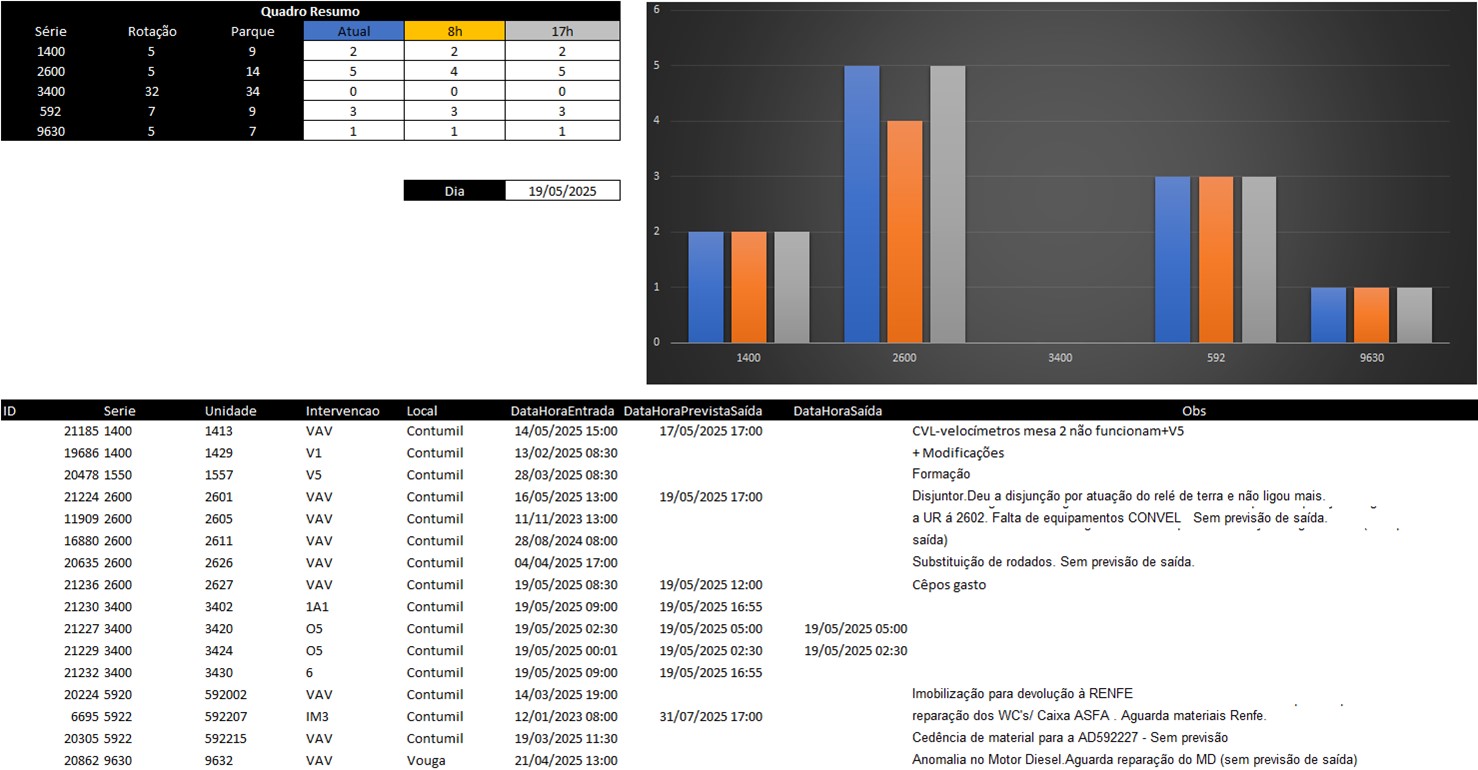 Quadro Resumo
Série Rotação Parque Atual 8h 17h
1400 5 9 2 2 2
2600 5 14 5 4 5
3400 32 34 0 0 0
592 7 9 3 3 3
9630 5 7 1 1 1
Dia 19/05/2025
6
5
4
3
2
1
0
1400 2600 3400 592 9630
ID Serie Unidade Intervencao Local DataHoraEntrada DataHoraPrevistaSaída DataHoraSaída Obs
21185 1400 1413 VAV Contumil 14/05/2025 15:00 17/05/2025 17:00 CVL-velocímetros mesa 2 não funcionam+V5
19686 1400 1429 V1 Contumil 13/02/2025 08:30 + Modificações
20478 1550 1557 V5 Contumil 28/03/2025 08:30 Formação
21224 2600 2601 VAV Contumil 16/05/2025 13:00 19/05/2025 17:00 Disjuntor.Deu a disjunção por atuação do relé de terra e não ligou mais.
11909 2600 2605 VAV Contumil 11/11/2023 13:00 a UR á 2602. Falta de equipamentos CONVEL Sem previsão de saída.
16880 2600 2611 VAV Contumil 28/08/2024 08:00 saída)
20635 2600 2626 VAV Contumil 04/04/2025 17:00 Substituição de rodados. Sem previsão de saída.
21236 2600 2627 VAV Contumil 19/05/2025 08:30 19/05/2025 12:00 Cêpos gasto
21230 3400 3402 1A1 Contumil 19/05/2025 09:00 19/05/2025 16:55
21227 3400 3420 O5 Contumil 19/05/2025 02:30 19/05/2025 05:00 19/05/2025 05:00
21229 3400 3424 O5 Contumil 19/05/2025 00:01 19/05/2025 02:30 19/05/2025 02:30
21232 3400 3430 6 Contumil 19/05/2025 09:00 19/05/2025 16:55
20224 5920 592002 VAV Contumil 14/03/2025 19:00 Imobilização para devolução à RENFE
6695 5922 592207 IM3 Contumil 12/01/2023 08:00 31/07/2025 17:00 reparação dos WC's/ Caixa ASFA . Aguarda materiais Renfe.
20305 5922 592215 VAV Contumil 19/03/2025 11:30 Cedência de material para a AD592227 - Sem previsão
20862 9630 9632 VAV Vouga 21/04/2025 13:00 Anomalia no Motor Diesel.Aguarda reparação do MD (sem previsão de saída)